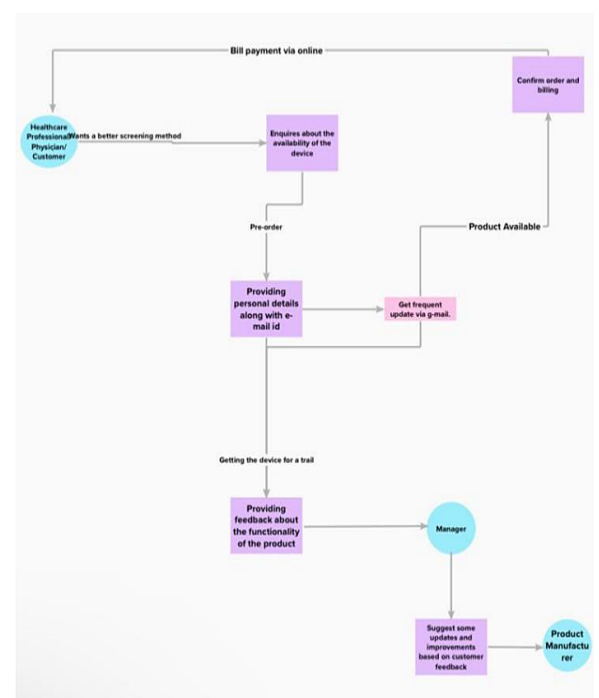 Bill payment via online
Confirm order and
billing
Healthcare
Professional/
Physician/
Customer
Wants a better screening method
Enquires about the
availability of the
device
Pre-order
Product Available
Providing
personal details
along with e-
mail id
Get frequent
update via g-mail.
Getting the device for a trail
Providing
feedback about
the functionality
of the product
Manager
Suggest some
updates and
improvements
based on customer
feedback
Product
Manufactu
rer